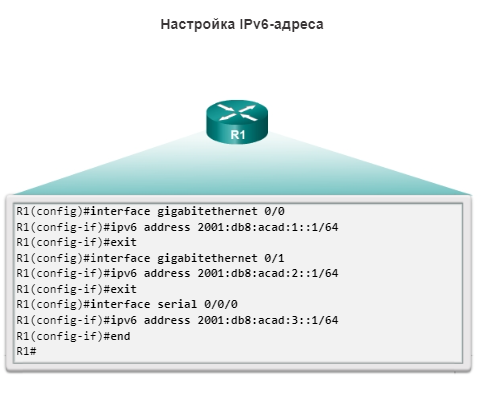 Настройка IPv6-адреса
R1
R1(config)#interface gigabitethernet 0/0
R1(config-if)#ipv6 address 2001:db8:acad:1::1/64
R1(config-if)#exit
R1(config)#interface gigabitethernet 0/1
R1(config-if)#ipv6 address 2001:db8:acad:2::1/64
R1(config-if)#exit
R1(config)#interface serial 0/0/0
R1(config-if)#ipv6 address 2001:db8:acad:3::1/64
R1(config-if)#end
R1#